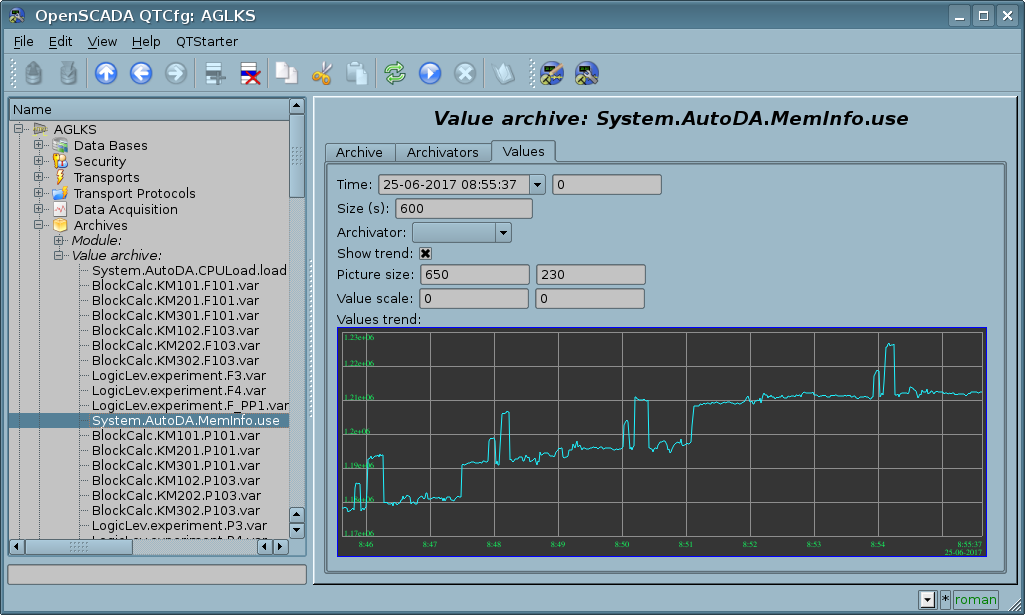 OpenSCADA QTCfg: AGLKS
File Edit View Help QTStarter
Name
AGLKS
Data Bases
Security
Transports
Transport Protocols
Data Acquisition
Archives
Module:
Value archive:
System.AutoDA.CPULoad.load
BlockCalc.KM101.F101.var
BlockCalc.KM201.F101.var
BlockCalc.KM301.F101.var
BlockCalc.KM102.F103.var
BlockCalc.KM202.F103.var
BlockCalc.KM302.F103.var
LogicLev.experiment.F3.var
LogicLev.experiment.F4.var
LogicLev.experiment.F_PP1.var
System.AutoDA.MemInfo.use
BlockCalc.KM101.P101.var
BlockCalc.KM201.P101.var
BlockCalc.KM301.P101.var
BlockCalc.KM102.P103.var
BlockCalc.KM202.P103.var
BlockCalc.KM302.P103.var
LogicLev.experiment.P3.var
Value archive: System.AutoDA.MemInfo.use
Archive Archivators Values
Time: 25-06-2017 08:55:37 0
Size (s): 600
Archivator:
Show trend:
Picture size: 650 230
Value scale: 0 0
Values trend:
1.23e+06
1.22e+06
1.21e+06
1.2e+06
1.19e+06
1.18e+06
1.17e+06
8:46 8:47 8:48 8:49 8:50 8:51 8:52 8:53 8:54 8:55:37
25-06-2017
* roman